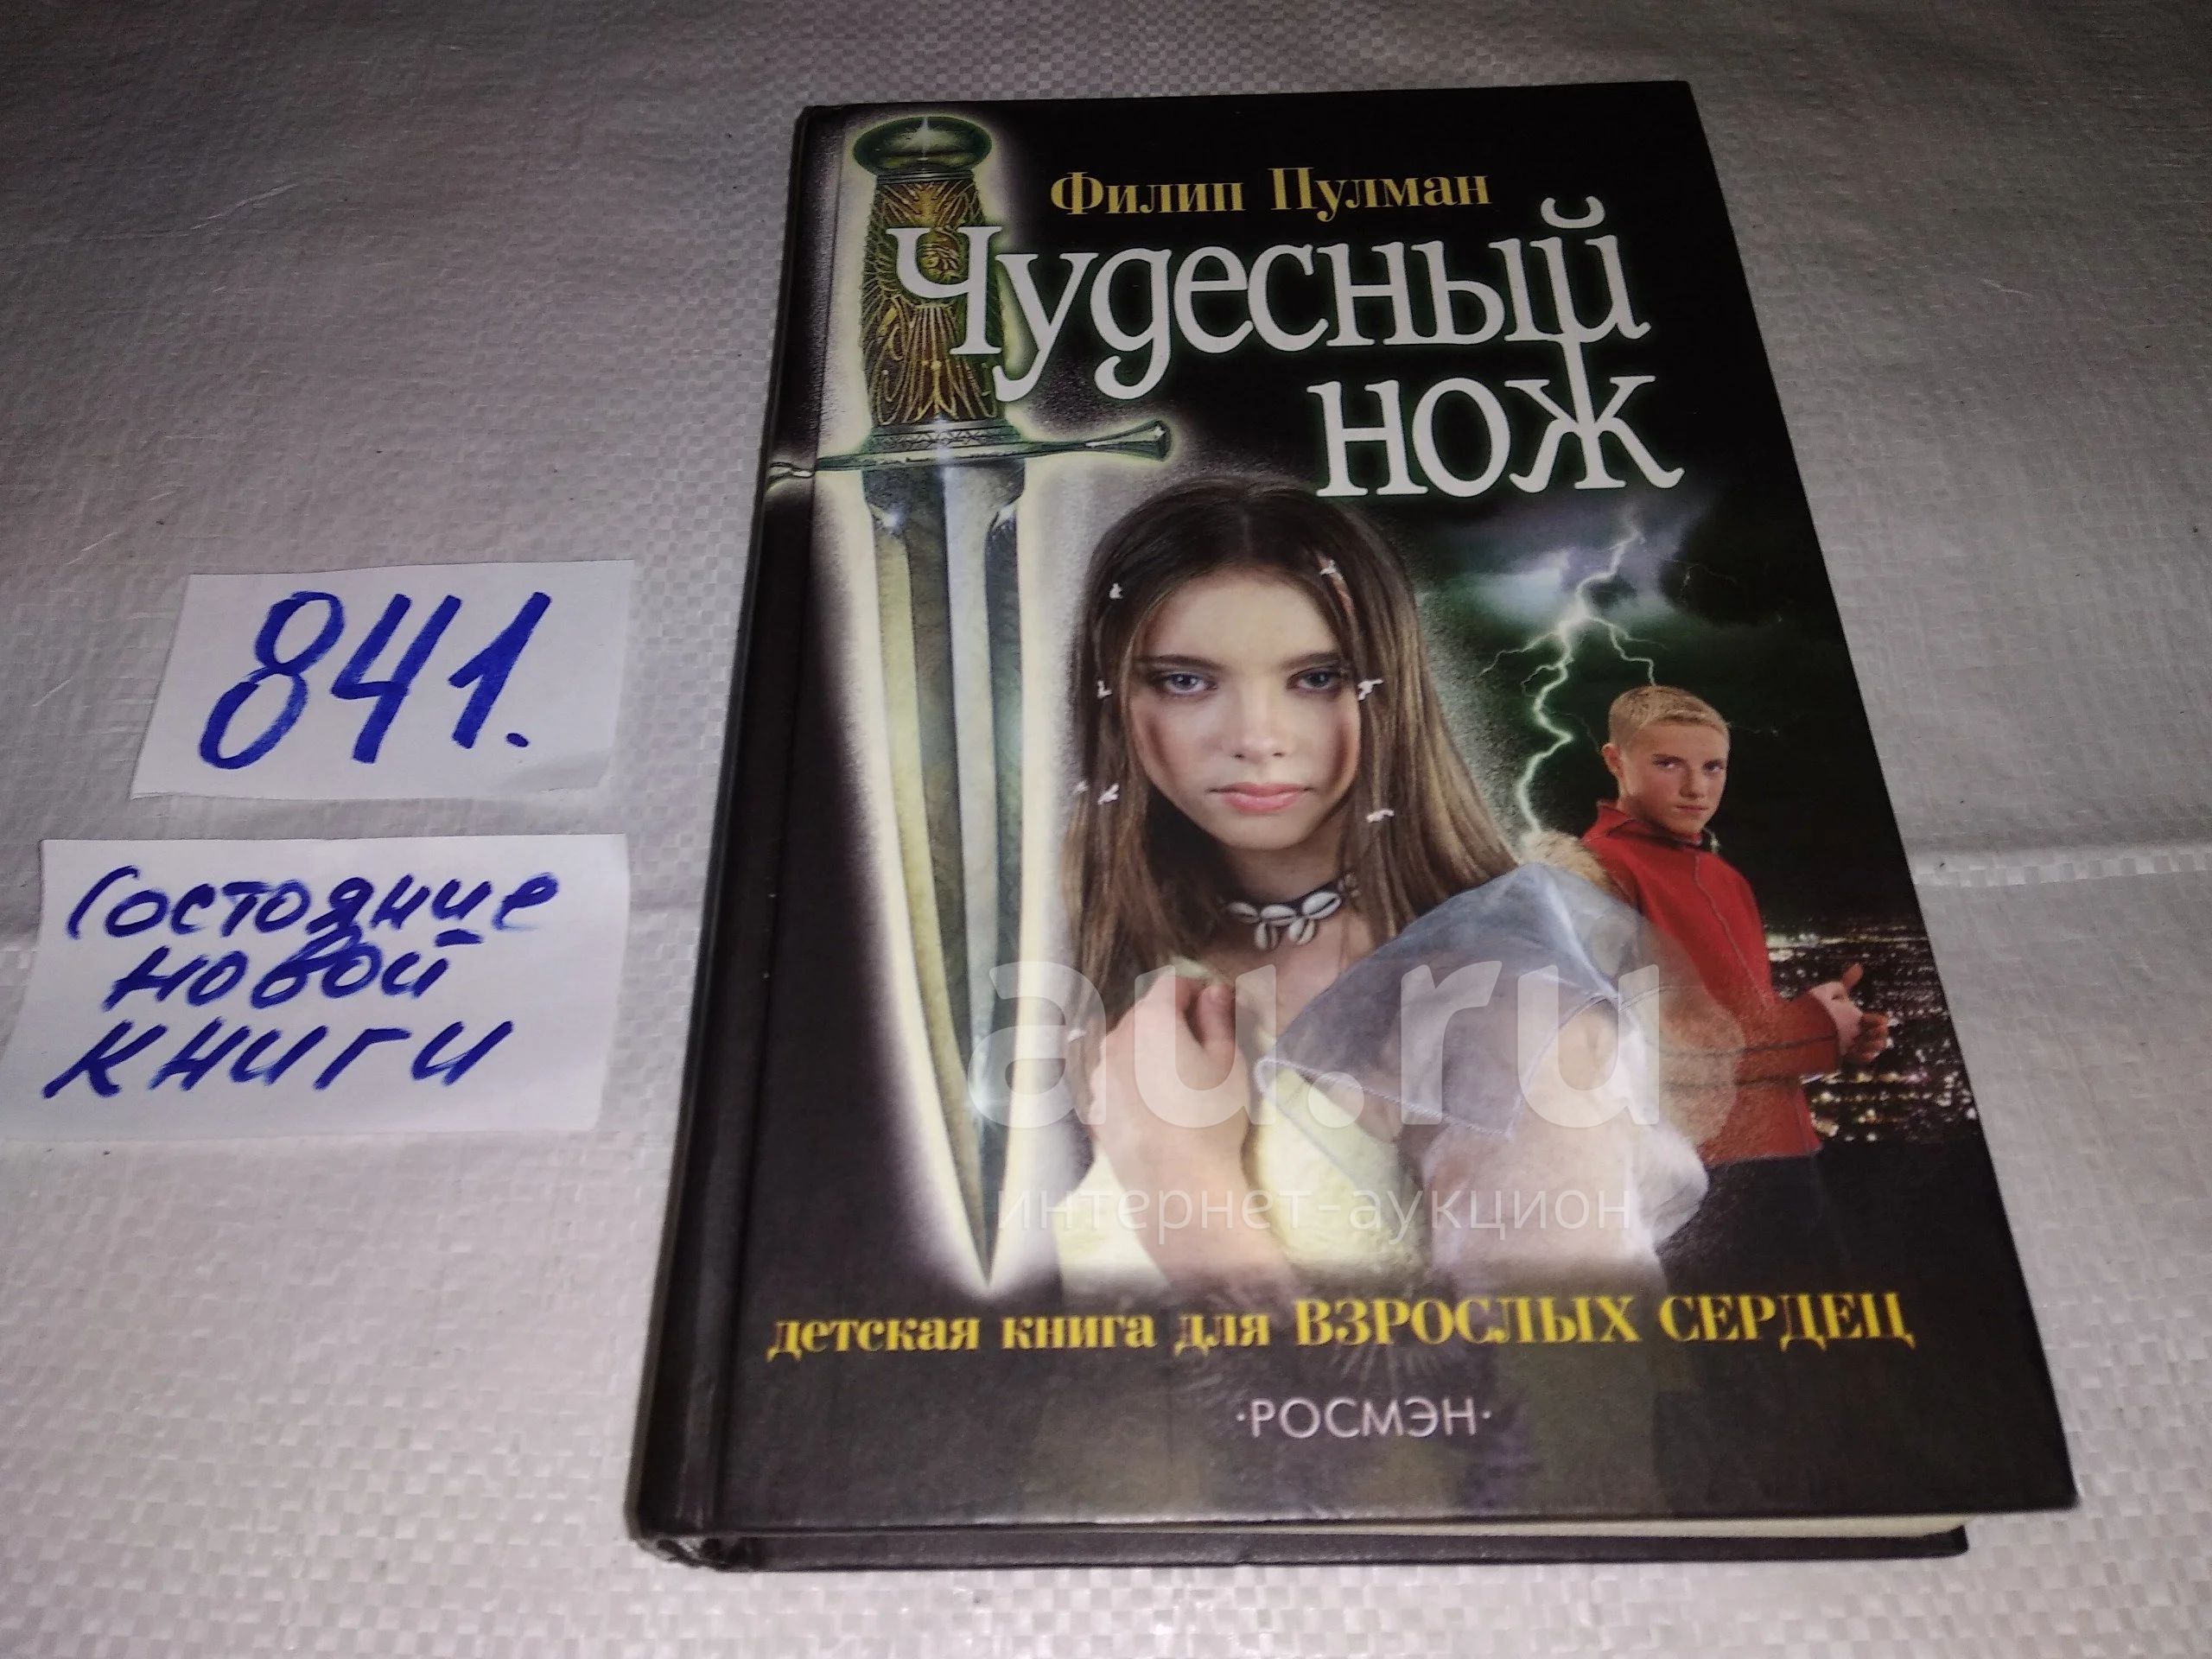 Филип Пулман
Чудесный
нож
841.
Состояние
новой
книги
au.ru
интернет-аукцион
детская книга для ВЗРОСЛЫХ СЕРДЕЦ
·РОСМЭН·